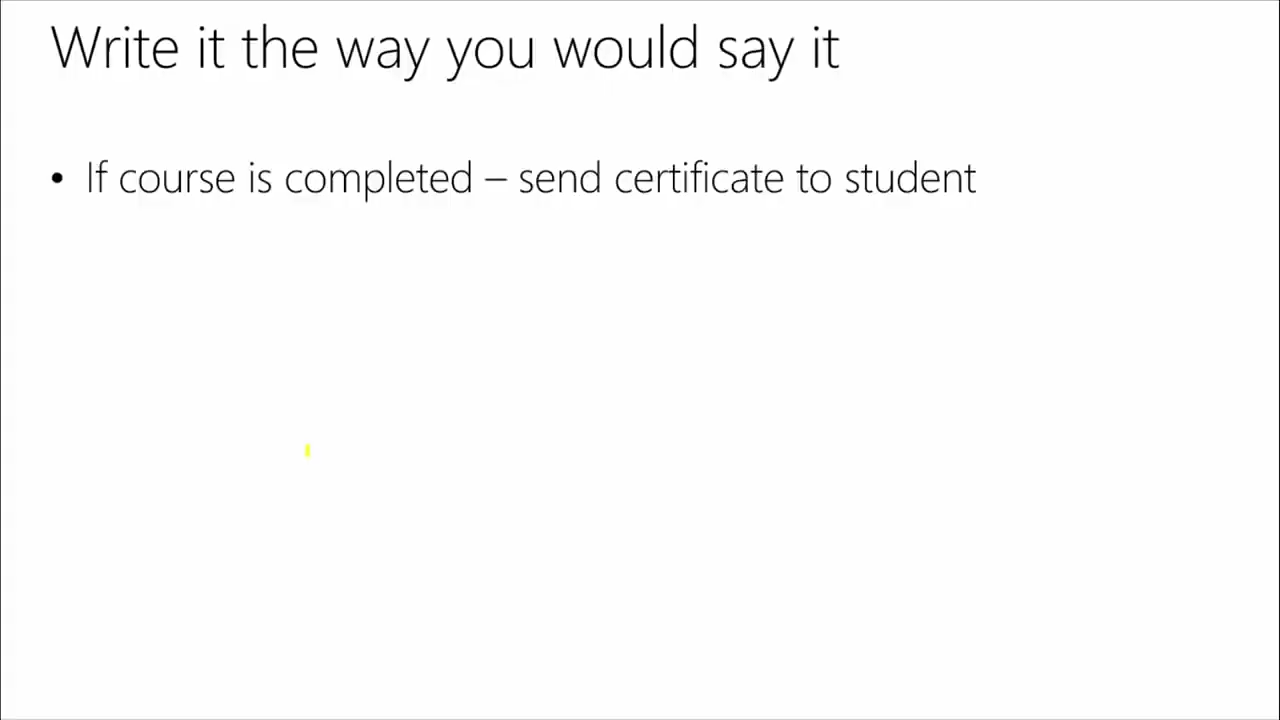 Write it the way you would say it
• If course is completed – send certificate to student